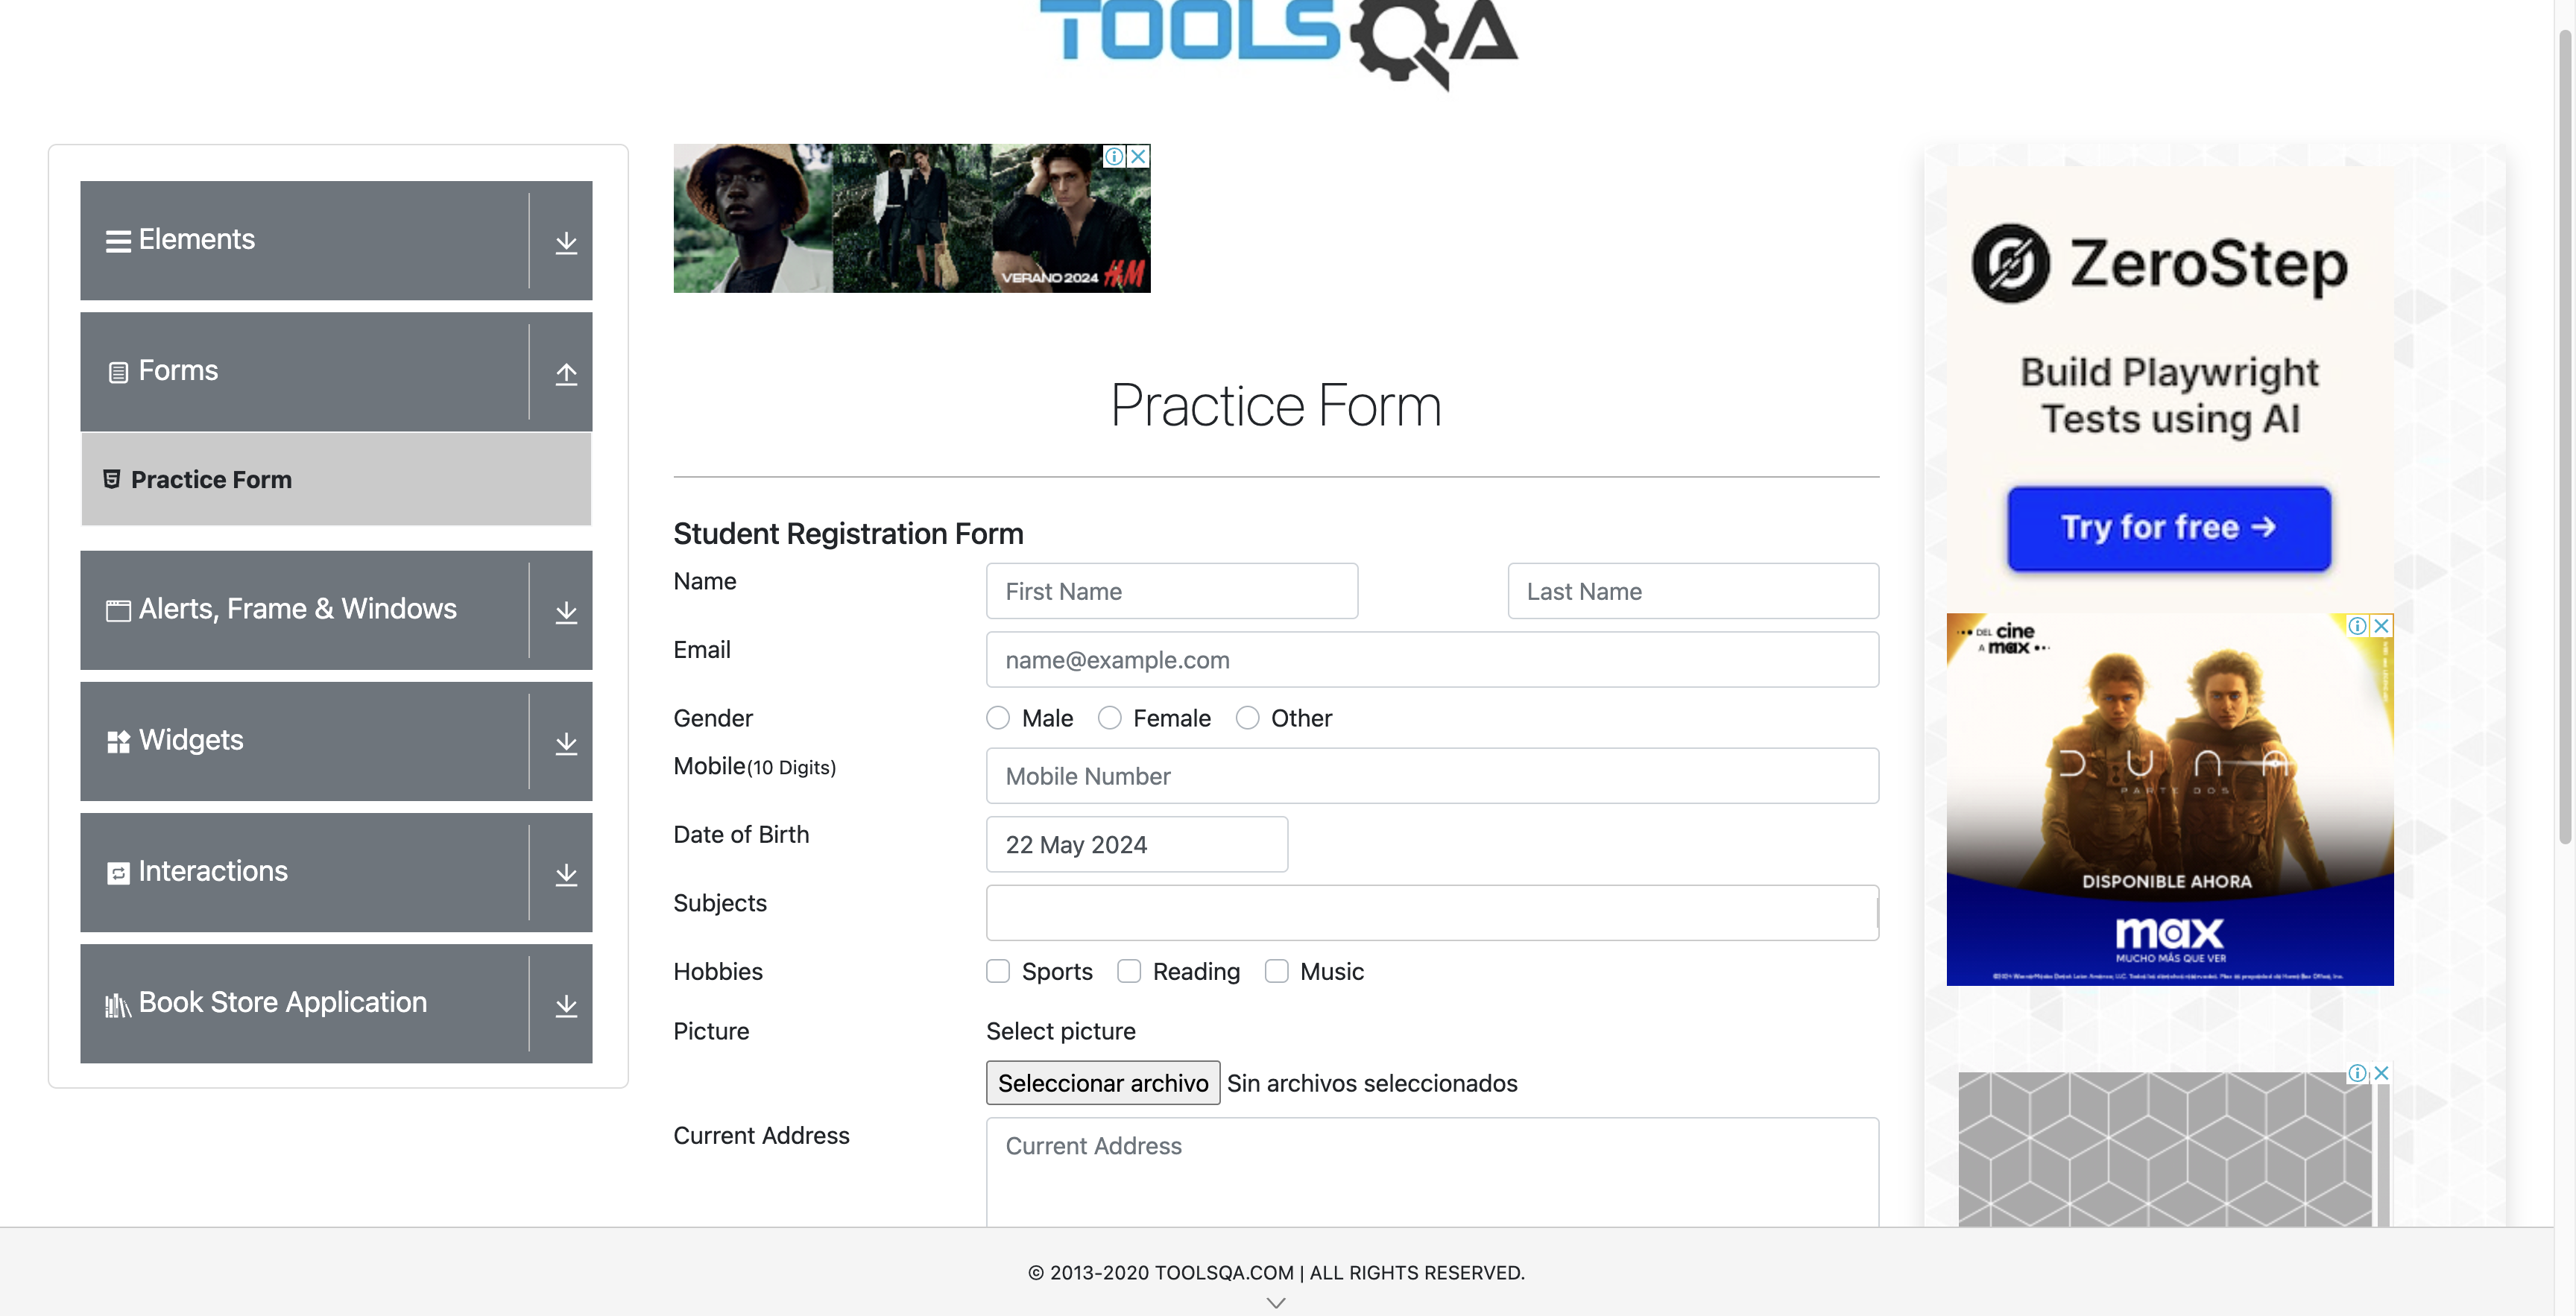 TOOLSQA
Elements
Forms
Practice Form
Alerts, Frame & Windows
Widgets
Interactions
Book Store Application
VERANO 2024 H&M
Practice Form
Student Registration Form
Name
First Name
Last Name
Email
name@example.com
Gender
Male
Female
Other
Mobile(10 Digits)
Mobile Number
Date of Birth
22 May 2024
Subjects
Hobbies
Sports
Reading
Music
Picture
Select picture
Seleccionar archivo
Sin archivos seleccionados
Current Address
Current Address
ZeroStep
Build Playwright
Tests using AI
Try for free →
DEL cine
A max
DUNA
PARTE DOS
DISPONIBLE AHORA
max
MUCHO MÁS QUE VER
© 2013-2020 TOOLSQA.COM | ALL RIGHTS RESERVED.